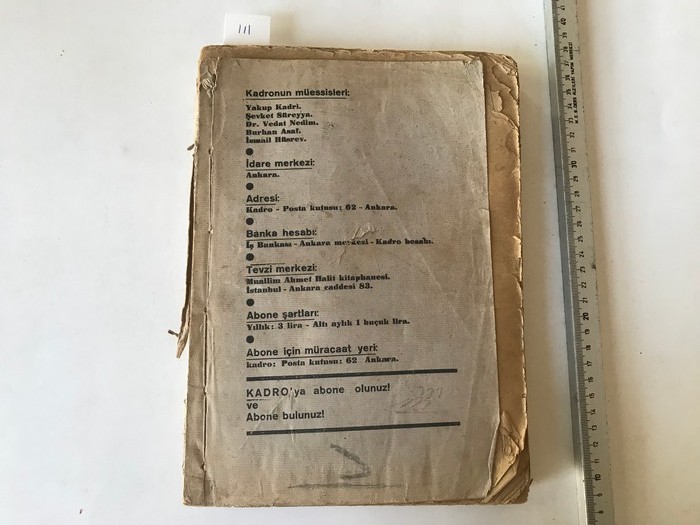 111
Kadronun müessisleri:
Yakup Kadri.
Şevket Süreyya.
Dr. Vedat Nedim.
Burhan Asaf.
İsmail Hüsrev.
İdare merkezi:
Ankara.
Adresi:
Kadro - Posta kutusu: 62 - Ankara.
Banka hesabı:
İş Bankası - Ankara merkezi - Kadro hesabı.
Tevzi merkezi:
Muallim Ahmet Halit kitaphanesi.
İstanbul - Ankara caddesi 83.
Abone şartları:
Yıllık: 3 lira - Altı aylık 1 buçuk lira.
Abone için müracaat yeri:
kadro: Posta kutusu: 62 Ankara.
KADRO'ya abone olunuz!
ve
Abone bulunuz!